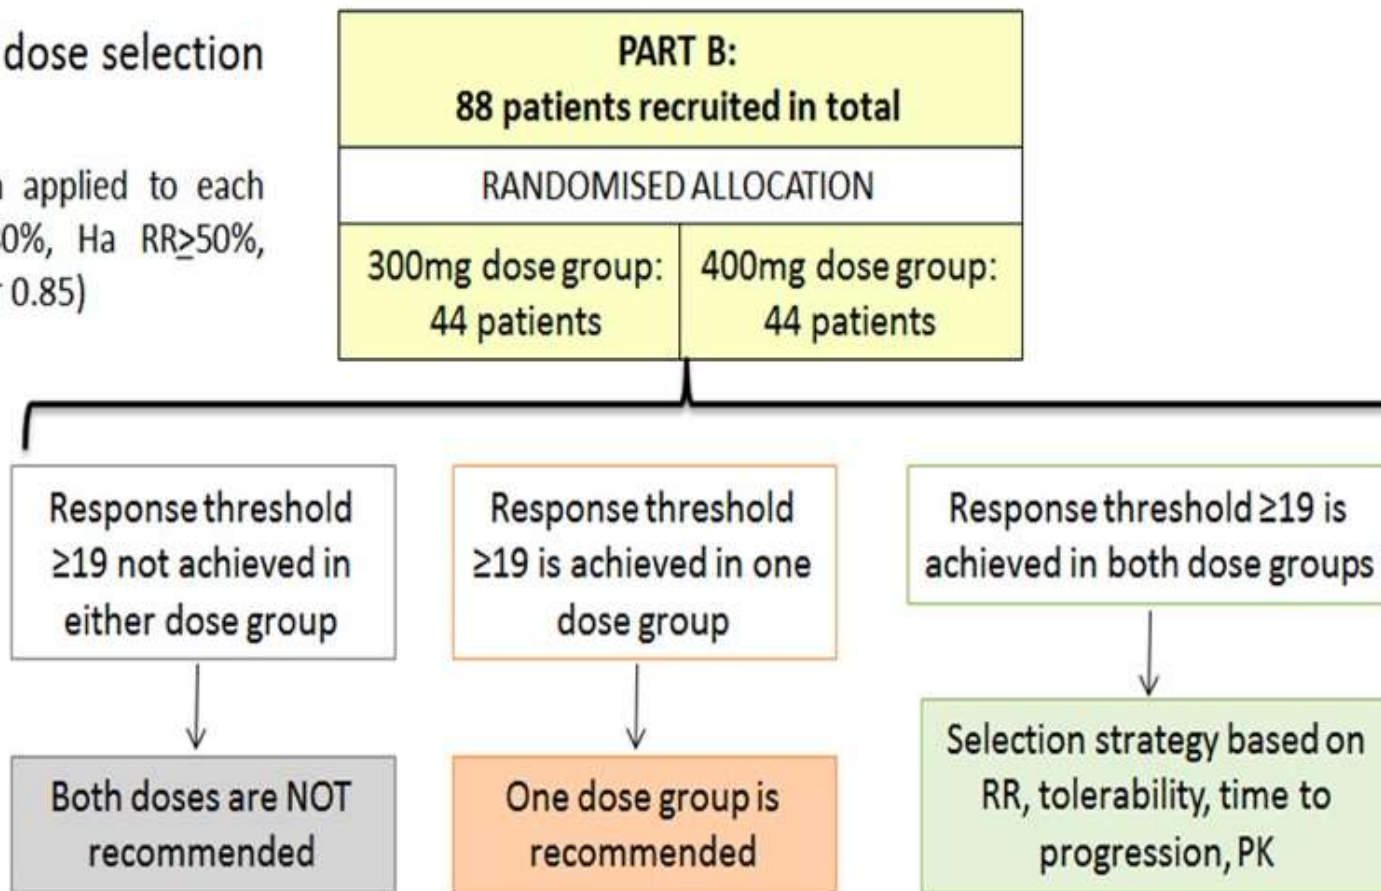 dose selection
applied to each
0%, Ha RR≥50%,
0.85)
PART B:
88 patients recruited in total
RANDOMISED ALLOCATION
300mg dose group:
44 patients
400mg dose group:
44 patients
Response threshold
≥19 not achieved in
either dose group
Response threshold
≥19 is achieved in one
dose group
Response threshold ≥19 is
achieved in both dose groups
Both doses are NOT
recommended
One dose group is
recommended
Selection strategy based on
RR, tolerability, time to
progression, PK